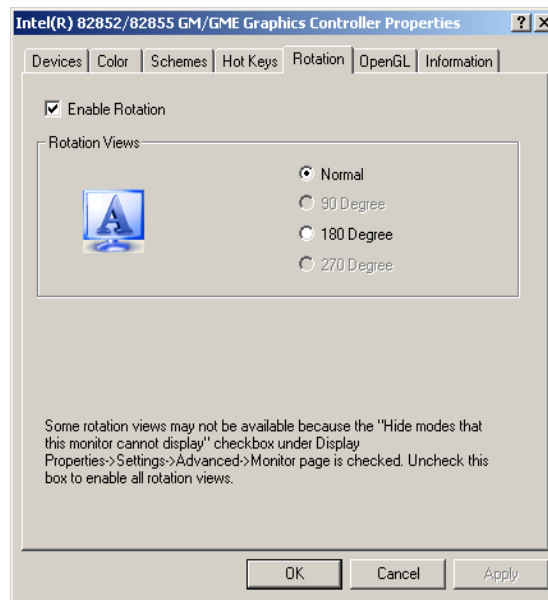 Intel(R) 82852/82855 GM/GME Graphics Controller Properties
Devices Color Schemes Hot Keys Rotation OpenGL Information
Enable Rotation
Rotation Views
A
Normal
90 Degree
180 Degree
270 Degree
Some rotation views may not be available because the "Hide modes that
this monitor cannot display" checkbox under Display
Properties->Settings->Advanced->Monitor page is checked. Uncheck this
box to enable all rotation views.
OK Cancel Apply